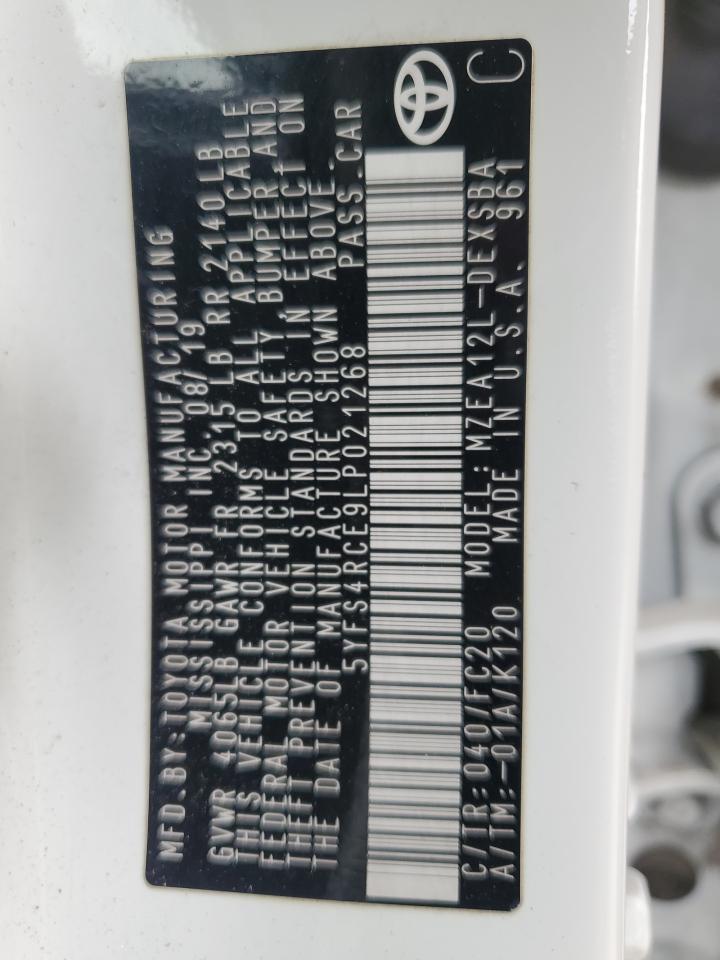 MFD.BY:TOYOTA MOTOR MANUFACTURING
MISSISSIPPI INC. 08/19
GVWR 4065LB GAWR FR 2315 LB RR 2140LB
THIS VEHICLE CONFORMS TO ALL APPLICABLE
FEDERAL MOTOR VEHICLE SAFETY, BUMPER AND
THEFT PREVENTION STANDARDS IN EFFECT ON
THE DATE OF MANUFACTURE SHOWN ABOVE.
5YFS4RCE9LP021268 PASS.CAR
C/TR:040/FC20 MODEL:MZEA12L-DEXSBA
A/TM:-01A/K120 MADE IN U.S.A. 961
C